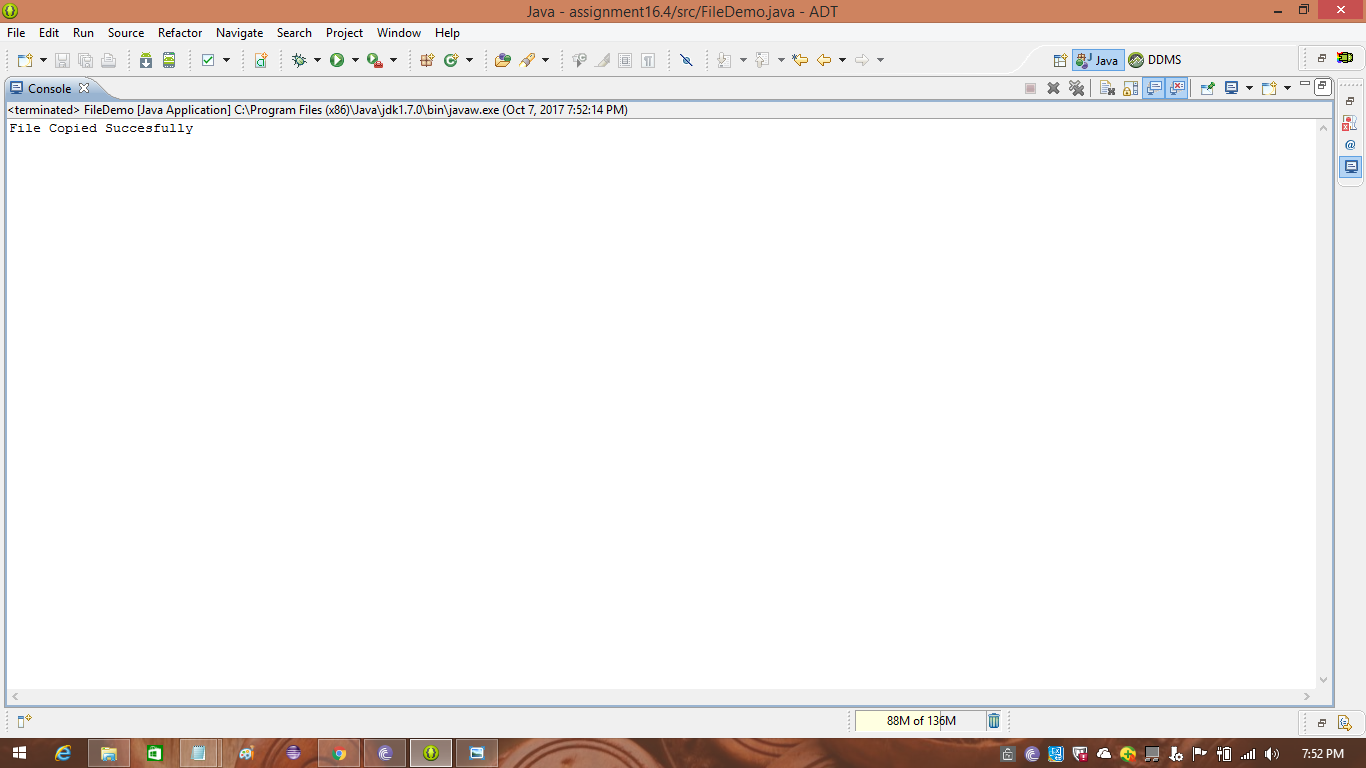 Java - assignment16.4/src/FileDemo.java - ADT
File Edit Run Source Refactor Navigate Search Project Window Help
Java DDMS
Console
<terminated> FileDemo [Java Application] C:\Program Files (x86)\Java\jdk1.7.0\bin\javaw.exe (Oct 7, 2017 7:52:14 PM)
File Copied Succesfully
88M of 136M
7:52 PM